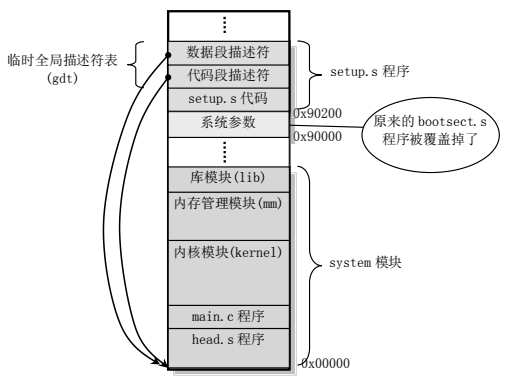 临时全局描述符表
(gdt)
数据段描述符
代码段描述符
setup.s 代码
系统参数
setup.s 程序
0x90200
0x90000
原来的 bootsect.s
程序被覆盖掉了
库模块(lib)
内存管理模块(mm)
内核模块(kernel)
main.c 程序
head.s 程序
system 模块
0x00000